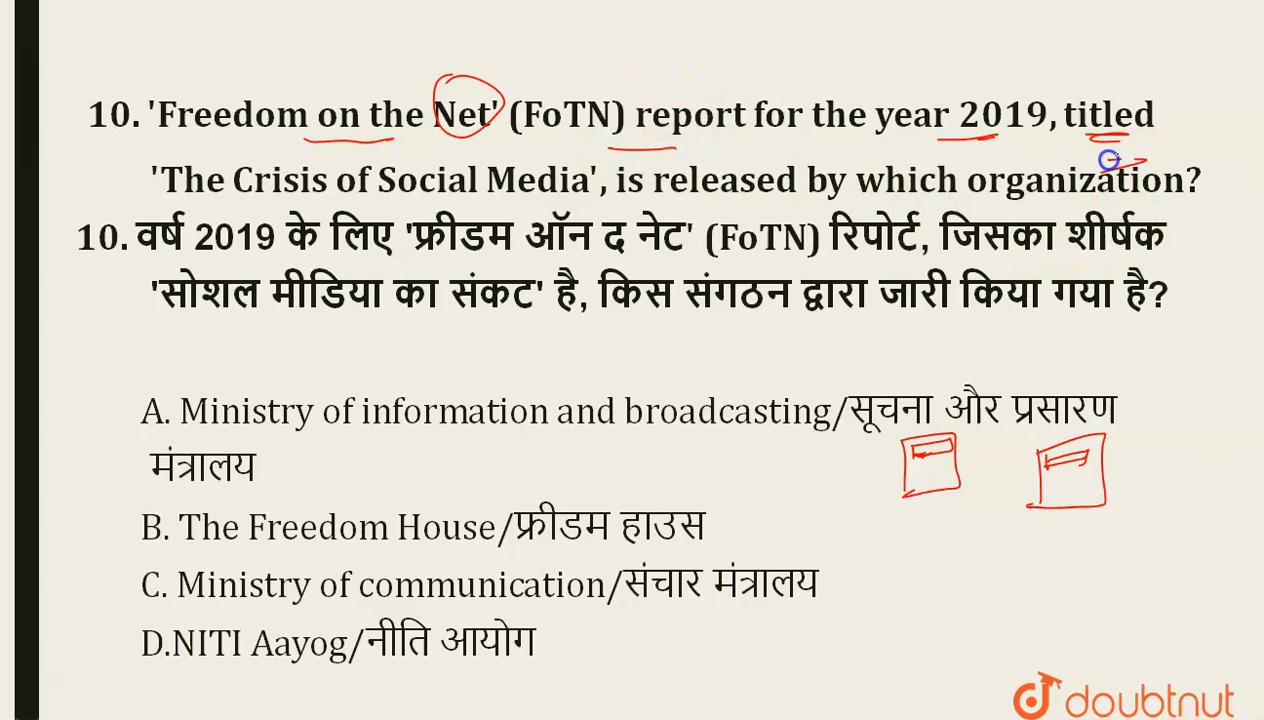 10. 'Freedom on the Net' (FoTN) report for the year 2019, titled
'The Crisis of Social Media', is released by which organization?
10. वर्ष 2019 के लिए 'फ्रीडम ऑन द नेट' (FoTN) रिपोर्ट, जिसका शीर्षक
'सोशल मीडिया का संकट' है, किस संगठन द्वारा जारी किया गया है?
A. Ministry of information and broadcasting/सूचना और प्रसारण
मंत्रालय
B. The Freedom House/फ्रीडम हाउस
C. Ministry of communication/संचार मंत्रालय
D.NITI Aayog/नीति आयोग
doubtnut